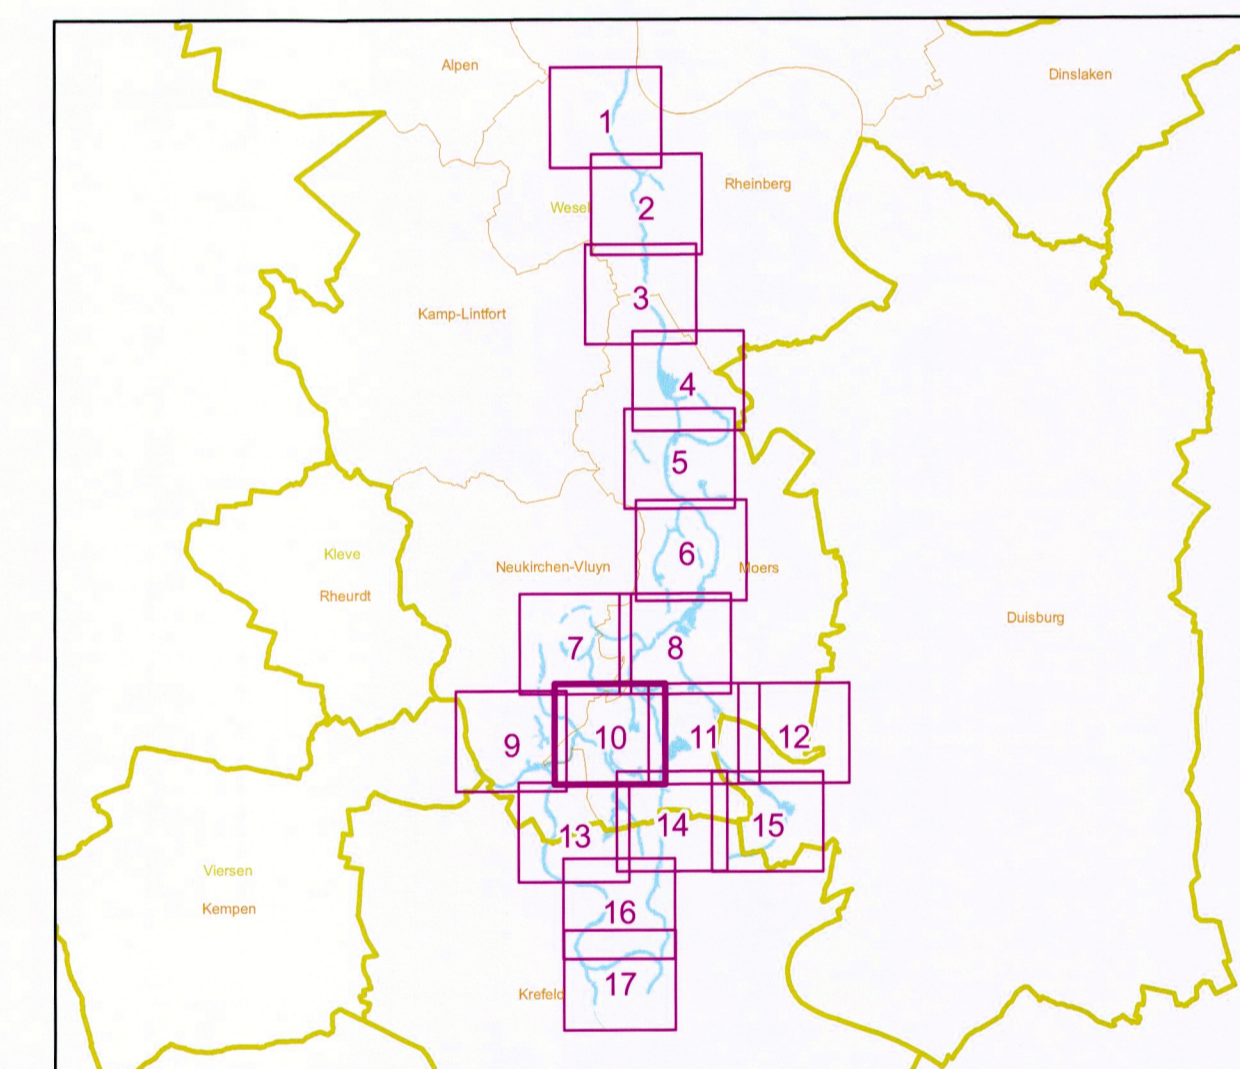 Alpen
Dinslaken
1
Rheinberg
Wesel
2
3
Kamp-Lintfort
4
5
Kleve
6
Neukirchen-Vluyn
Moers
Rheurdt
Duisburg
7
8
9
10
11
12
13
14
15
Viersen
Kempen
16
17
Krefeld